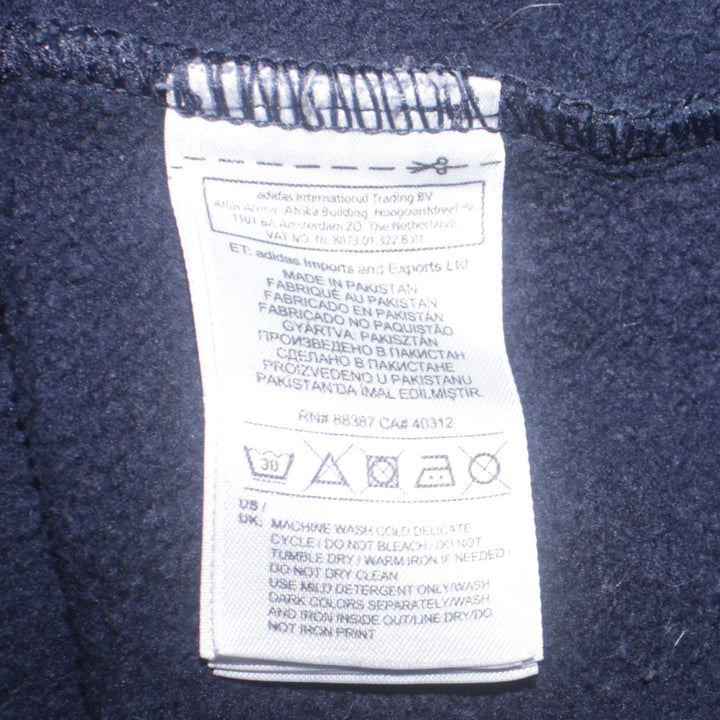 adidas International Trading BV
Atlas Arena - Afrika Building, Hoogoorddreef 9a
1101 BA Amsterdam ZO The Netherlands
VAT NO. NL 8073.01.327.B.01
ET: adidas Imports and Exports Ltd
MADE IN PAKISTAN
FABRIQUÉ AU PAKISTAN
FABRICADO EN PAKISTÁN
FABRICADO NO PAQUISTÃO
GYÁRTVA: PAKISZTÁN
ПРОИЗВЕДЕНО В ПАКИСТАН
СДЕЛАНО В ПАКИСТАНЕ
PROIZVEDENO U PAKISTANU
PAKISTAN'DA IMAL EDILMIŞTIR.
RN# 88387 CA# 40312
30
US /
UK: MACHINE WASH COLD DELICATE
CYCLE / DO NOT BLEACH / DO NOT
TUMBLE DRY / WARM IRON IF NEEDED /
DO NOT DRY CLEAN
USE MILD DETERGENT ONLY/WASH
DARK COLORS SEPARATELY/WASH
AND IRON INSIDE OUT/LINE DRY/DO
NOT IRON PRINT